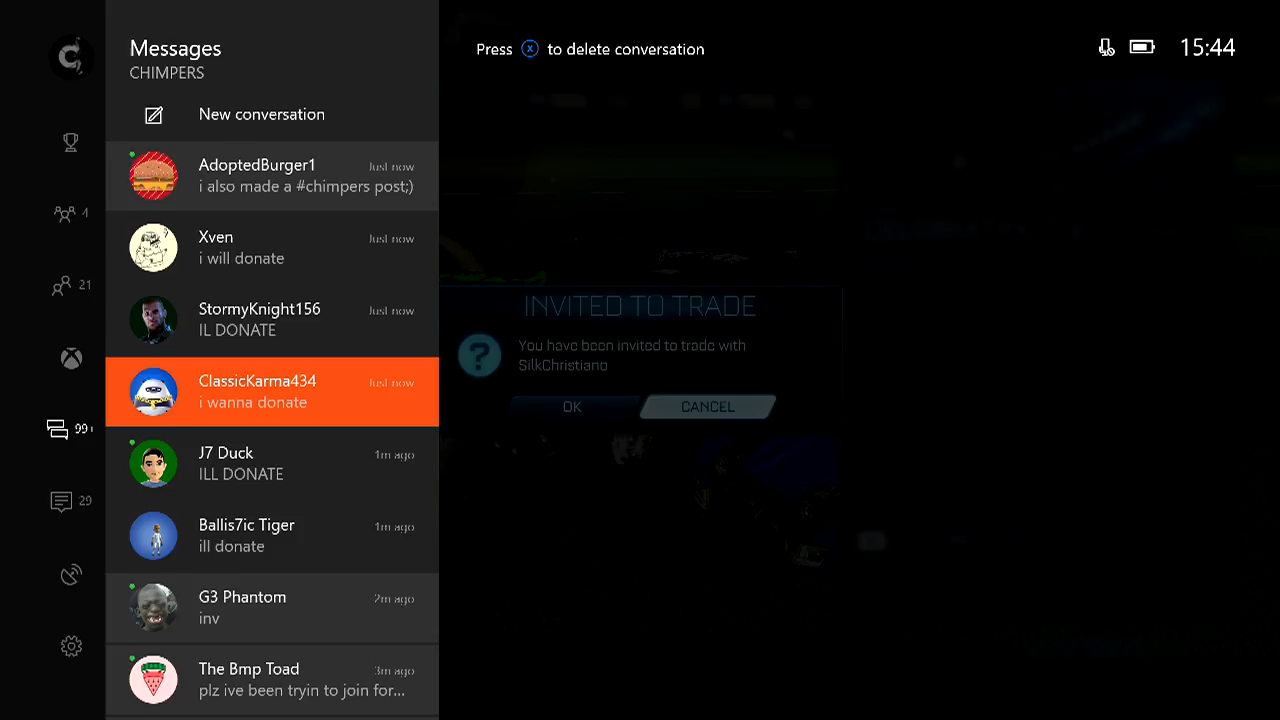 Messages
CHIMPERS
Press X to delete conversation
15:44
New conversation
AdoptedBurger1 Just now
i also made a #chimpers post;)
Xven Just now
i will donate
StormyKnight156 Just now
IL DONATE
ClassicKarma434 Just now
i wanna donate
J7 Duck 1m ago
ILL DONATE
Ballis7ic Tiger 1m ago
ill donate
G3 Phantom 2m ago
inv
The Bmp Toad 3m ago
plz ive been tryin to join for...
4
21
99+
29
INVITED TO TRADE
You have been invited to trade with
SilkChristiano
OK CANCEL